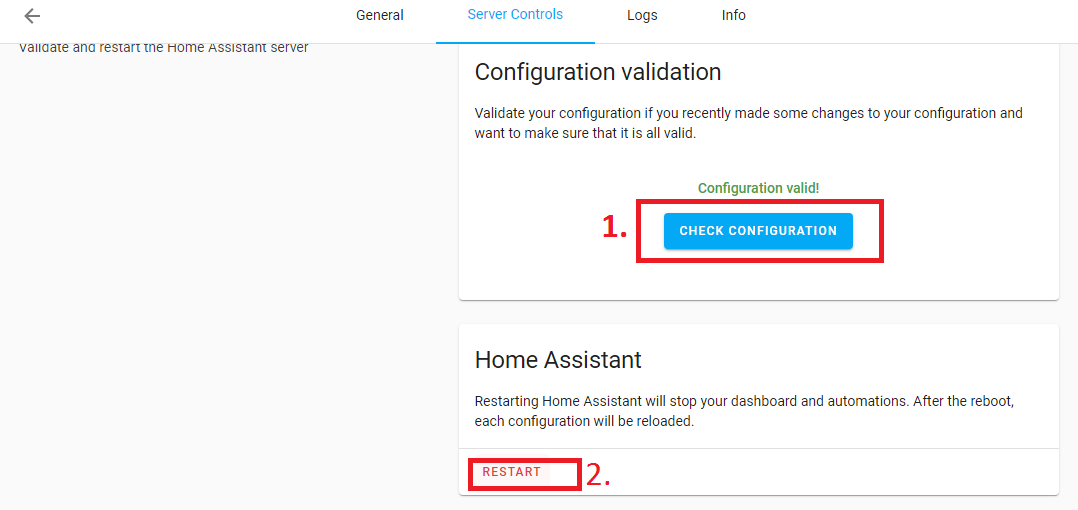 General
Server Controls
Logs
Info
Validate and restart the Home Assistant server
Configuration validation
Validate your configuration if you recently made some changes to your configuration and
want to make sure that it is all valid.
Configuration valid!
1.
CHECK CONFIGURATION
Home Assistant
Restarting Home Assistant will stop your dashboard and automations. After the reboot,
each configuration will be reloaded.
RESTART
2.